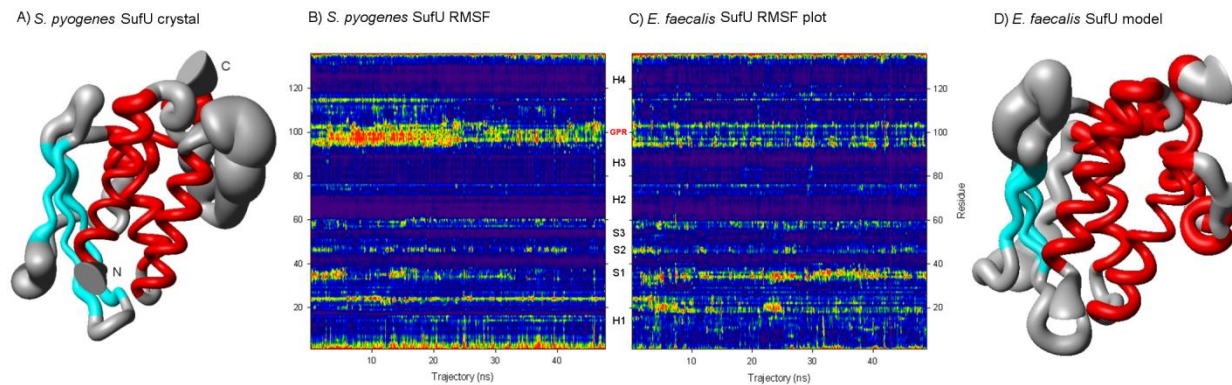 A) S. pyogenes SufU crystal
B) S. pyogenes SufU RMSF
C) E. faecalis SufU RMSF plot
D) E. faecalis SufU model
C
N
120
100
80
60
40
20
10
20
30
40
Trajectory (ns)
H4
GPR
H3
H2
S3
S2
S1
H1
10
20
30
40
Trajectory (ns)
120
100
80
60
40
20
Residue